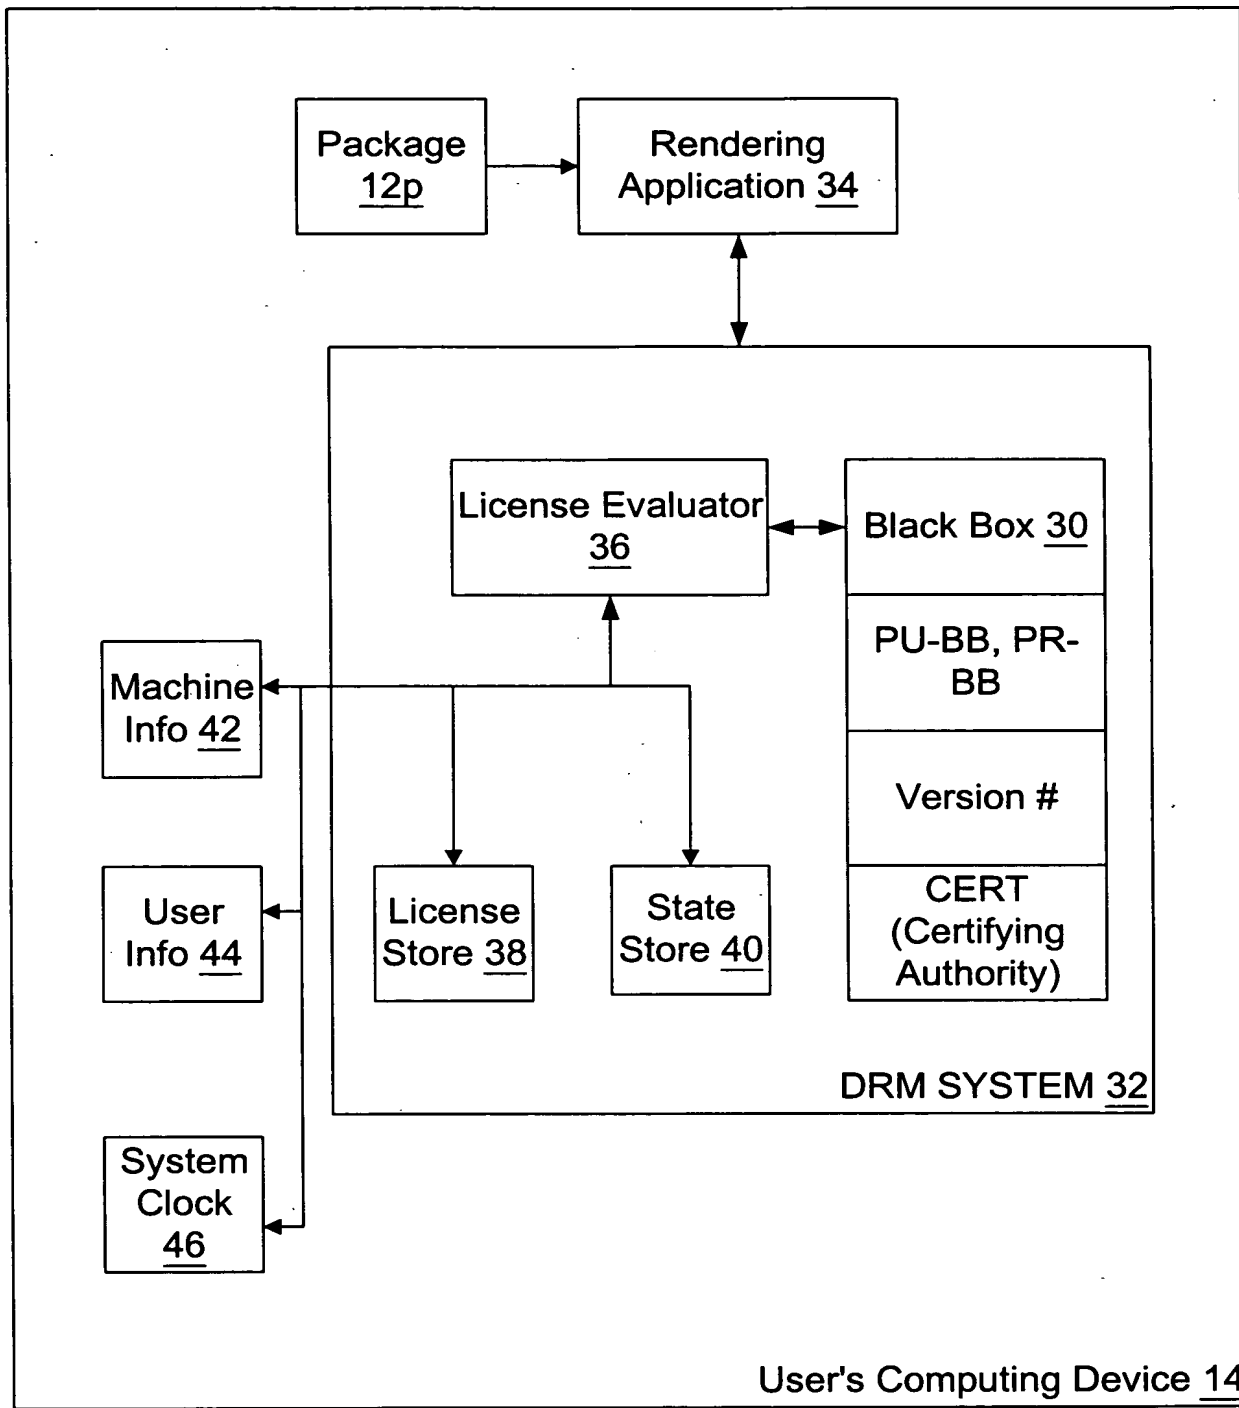 Package
12p
Rendering
Application 34
License Evaluator
36
Black Box 30
PU-BB, PR-
BB
Machine
Info 42
Version #
User
Info 44
License
Store 38
State
Store 40
CERT
(Certifying
Authority)
DRM SYSTEM 32
System
Clock
46
User's Computing Device 14